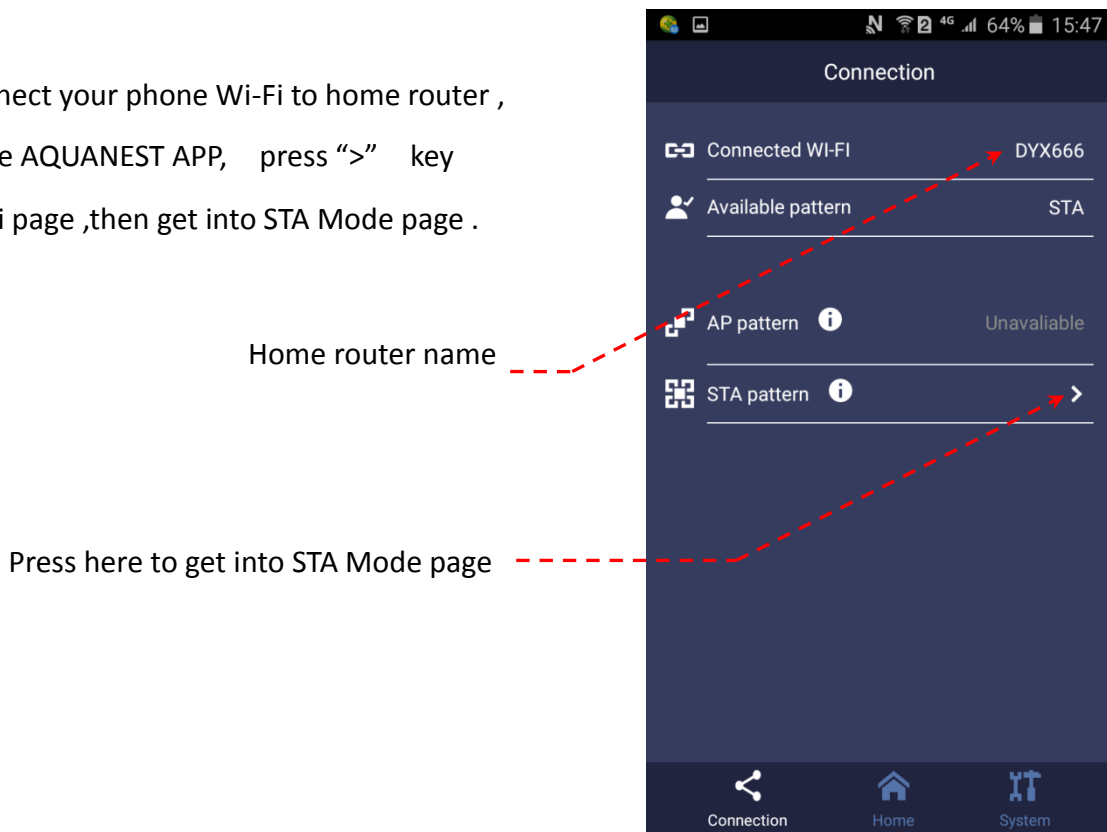 nnect your phone Wi-Fi to home router ,
e AQUANEST APP, press “>” key
i page ,then get into STA Mode page .
Home router name
Press here to get into STA Mode page
4G 64% 15:47
Connection
Connected WI-FI DYX666
Available pattern STA
AP pattern i Unavaliable
STA pattern i >
Connection Home System